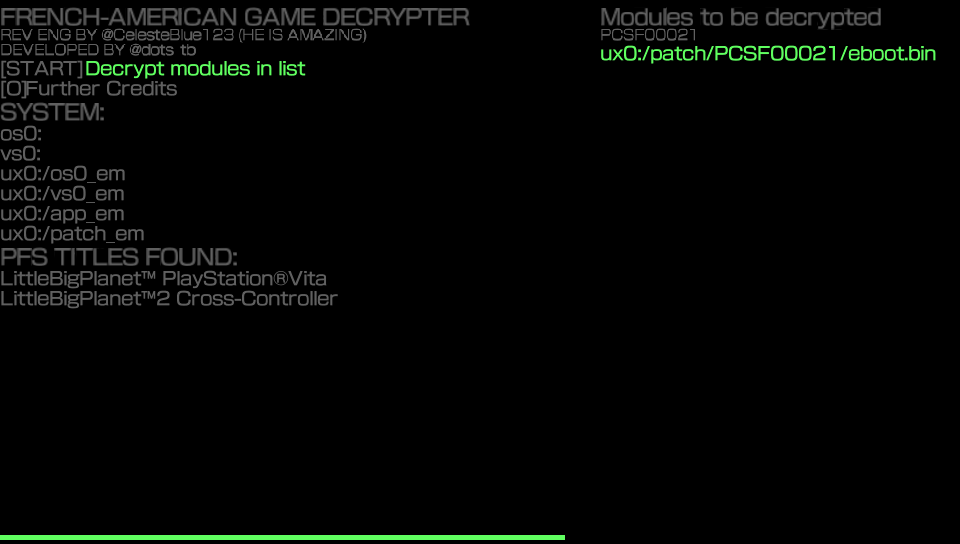 FRENCH-AMERICAN GAME DECRYPTER
REV ENG BY @CelesteBlue123 (HE IS AMAZING)
DEVELOPED BY @dots_tb
[START]Decrypt modules in list
[O]Further Credits
SYSTEM:
os0:
vs0:
ux0:/os0_em
ux0:/vs0_em
ux0:/app_em
ux0:/patch_em
PFS TITLES FOUND:
LittleBigPlanet™ PlayStation®Vita
LittleBigPlanet™2 Cross-Controller
Modules to be decrypted
PCSF00021
ux0:/patch/PCSF00021/eboot.bin